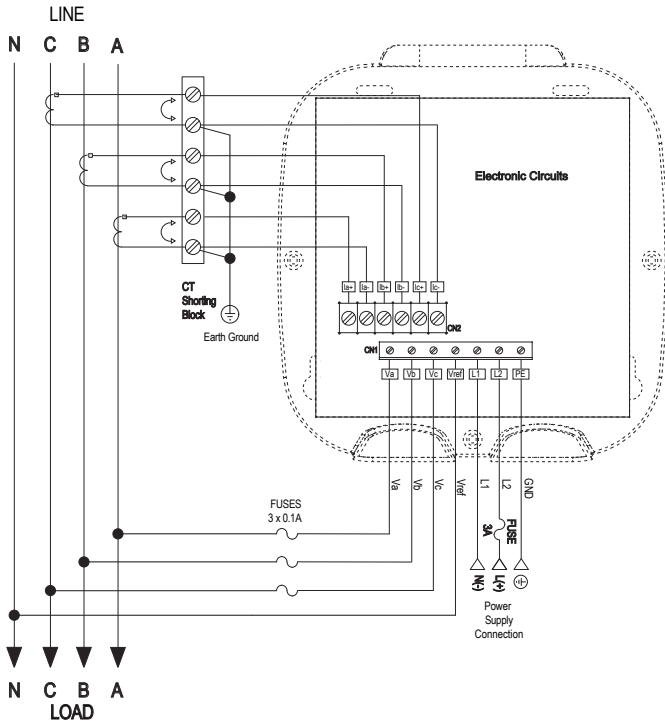 LINE
N C B A
Electronic Circuits
Ia+ Ia- Ib+ Ib- Ic+ Ic-
CN2
CT
Shorting
Block
Earth Ground
CN1
Va Vb Vc Vref L1 L2 PE
Va Vb Vc Vref L1 L2 GND
FUSES
3 x 0.1A
FUSE
3A
N(-) L(+)
Power
Supply
Connection
N C B A
LOAD